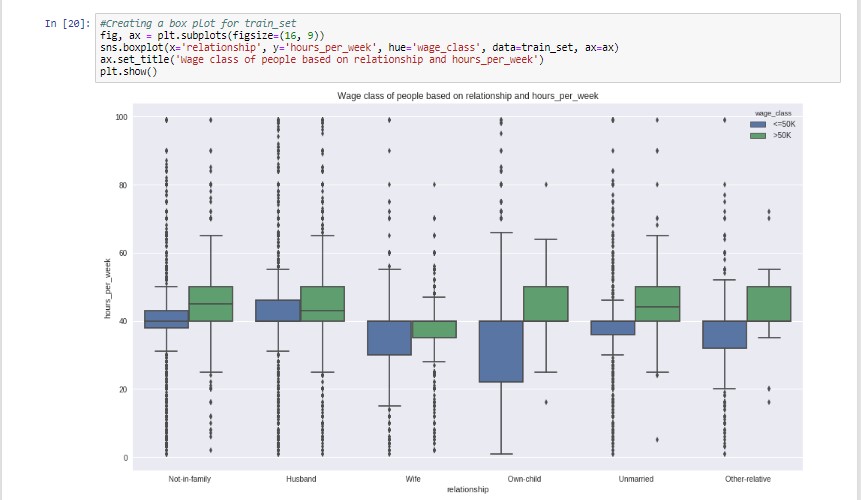 In [20]:
#Creating a box plot for train_set
fig, ax = plt.subplots(figsize=(16, 9))
sns.boxplot(x='relationship', y='hours_per_week', hue='wage_class', data=train_set, ax=ax)
ax.set_title('Wage class of people based on relationship and hours_per_week')
plt.show()
Wage class of people based on relationship and hours_per_week
wage_class
<=50K
>50K
100
80
60
40
20
0
hours_per_week
Not-in-family Husband Wife Own-child Unmarried Other-relative
relationship